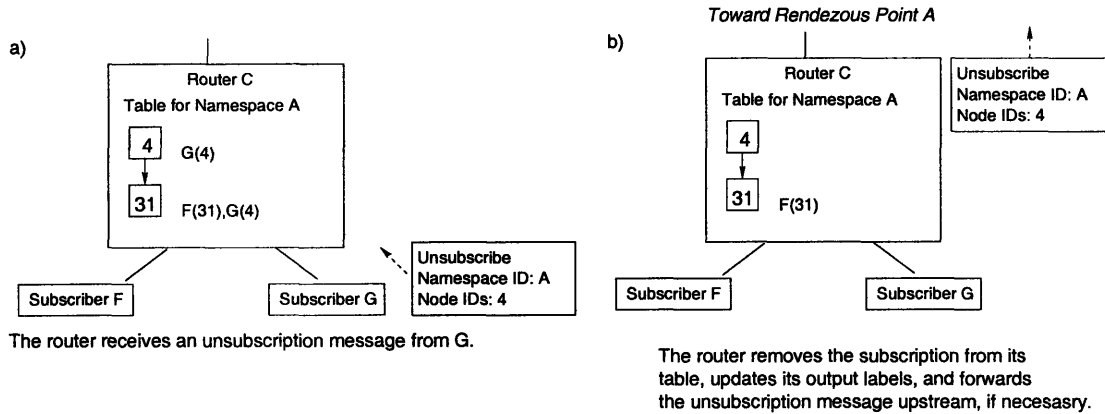 a)
Router C
Table for Namespace A
4
G(4)
31
F(31),G(4)
Unsubscribe
Namespace ID: A
Node IDs: 4
Subscriber F
Subscriber G
The router receives an unsubscription message from G.
Toward Rendezous Point A
b)
Router C
Table for Namespace A
4
31
F(31)
Unsubscribe
Namespace ID: A
Node IDs: 4
Subscriber F
Subscriber G
The router removes the subscription from its
table, updates its output labels, and forwards
the unsubscription message upstream, if necesasry.